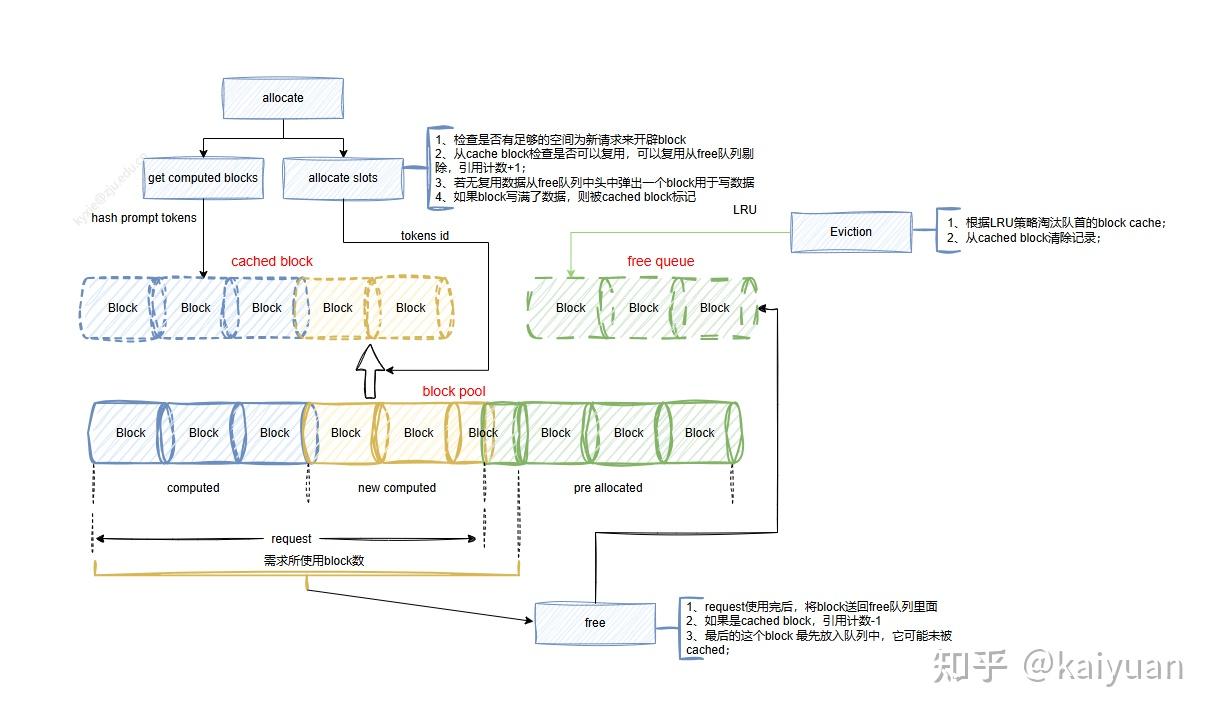 allocate
get computed blocks
allocate slots
1、检查是否有足够的空间为新请求来开辟block
2、从cache block检查是否可以复用，可以复用从free队列剔
除，引用计数+1；
3、若无复用数据从free队列中头中弹出一个block用于写数据
4、如果block写满了数据，则被cached block标记
hash prompt tokens
tokens id
LRU
Eviction
1、根据LRU策略淘汰队首的block cache；
2、从cached block清除记录；
cached block
free queue
Block Block Block Block Block
Block Block Block
block pool
Block Block Block Block Block Block Block Block Block
computed
new computed
pre allocated
request
需求所使用block数
free
1、request使用完后，将block送回free队列里面
2、如果是cached block，引用计数-1
3、最后的这个block 最先放入队列中，它可能未被
cached；
知乎 @kaiyuan